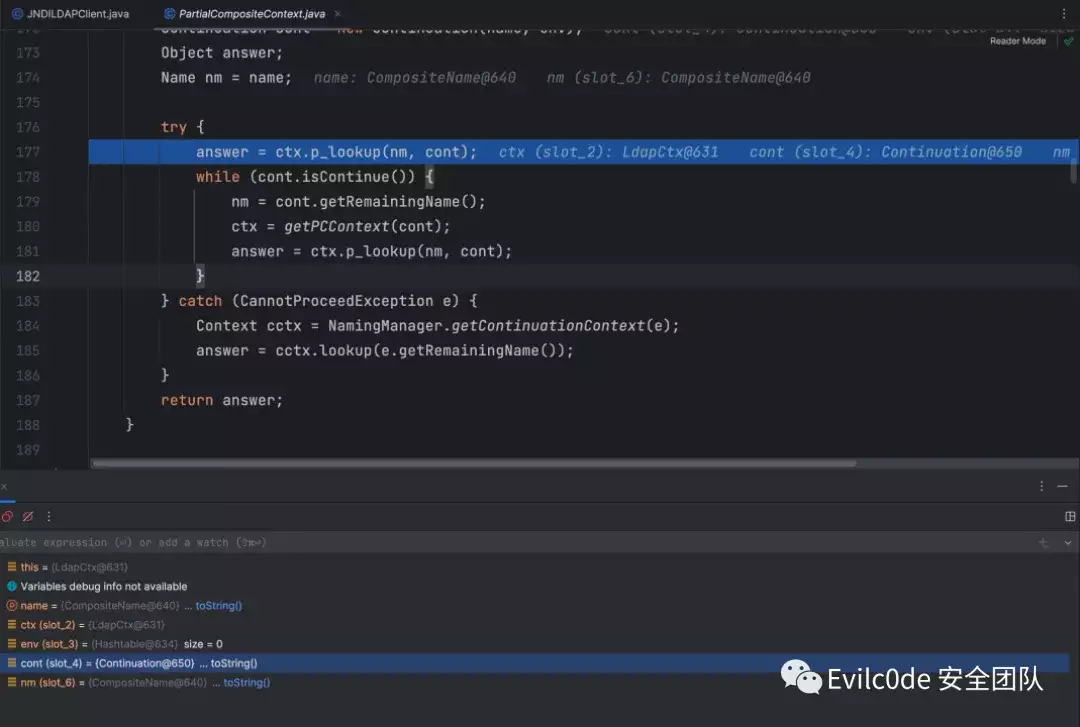 JNDILDAPClient.java PartialCompositeContext.java
Reader Mode
173 Object answer;
174 Name nm = name; name: CompositeName@640 nm (slot_6): CompositeName@640
175
176 try {
177 answer = ctx.p_lookup(nm, cont); ctx (slot_2): LdapCtx@631 cont (slot_4): Continuation@650 nm
178 while (cont.isContinue()) {
179 nm = cont.getRemainingName();
180 ctx = getPCContext(cont);
181 answer = ctx.p_lookup(nm, cont);
182 }
183 } catch (CannotProceedException e) {
184 Context cctx = NamingManager.getContinuationContext(e);
185 answer = cctx.lookup(e.getRemainingName());
186 }
187 return answer;
188 }
189
aluate expression (⏎) or add a watch (⇧⌘⏎)
this = {LdapCtx@631}
Variables debug info not available
name = {CompositeName@640} ... toString()
ctx (slot_2) = {LdapCtx@631}
env (slot_3) = {Hashtable@634} size = 0
cont (slot_4) = {Continuation@650} ... toString()
nm (slot_6) = {CompositeName@640} ... toString()
Evilc0de 安全团队